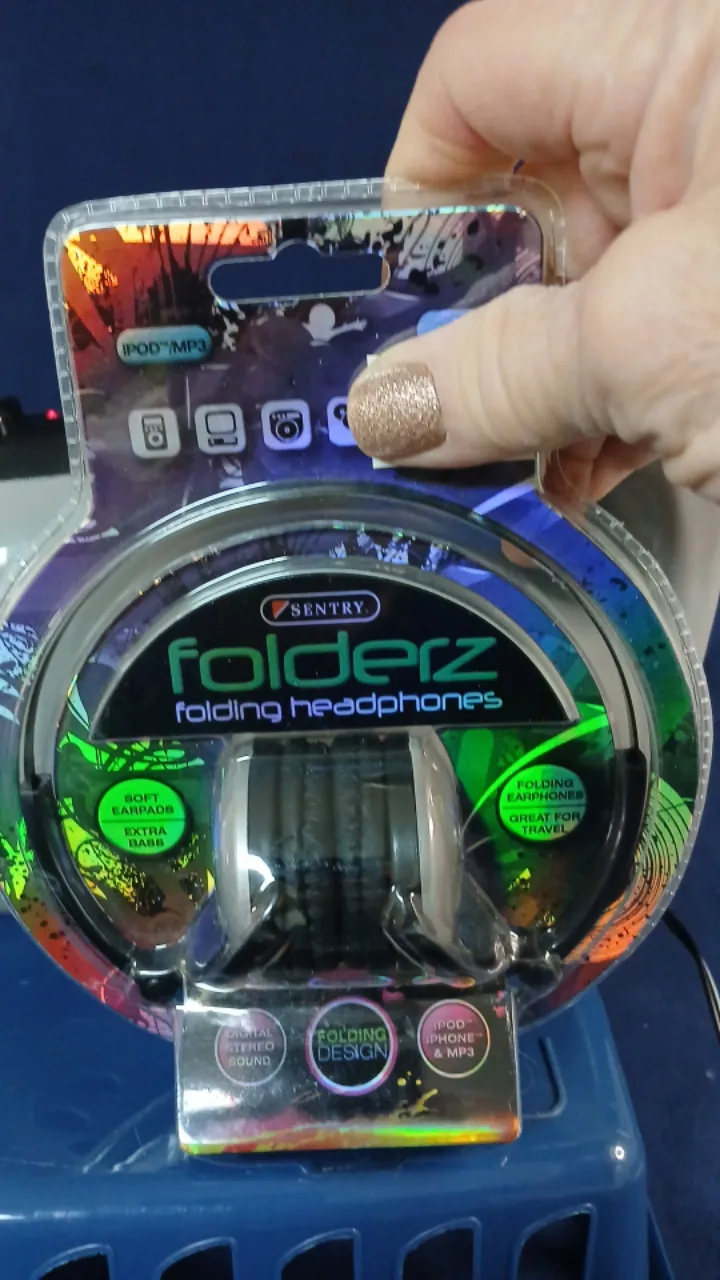 IPOD™/MP3
SENTRY.
folderz
folding headphones
SOFT
EARPADS
EXTRA
BASS
FOLDING
EARPHONES
GREAT FOR
TRAVEL
DIGITAL
STEREO
SOUND
FOLDING
DESIGN
IPOD™
IPHONE™
& MP3